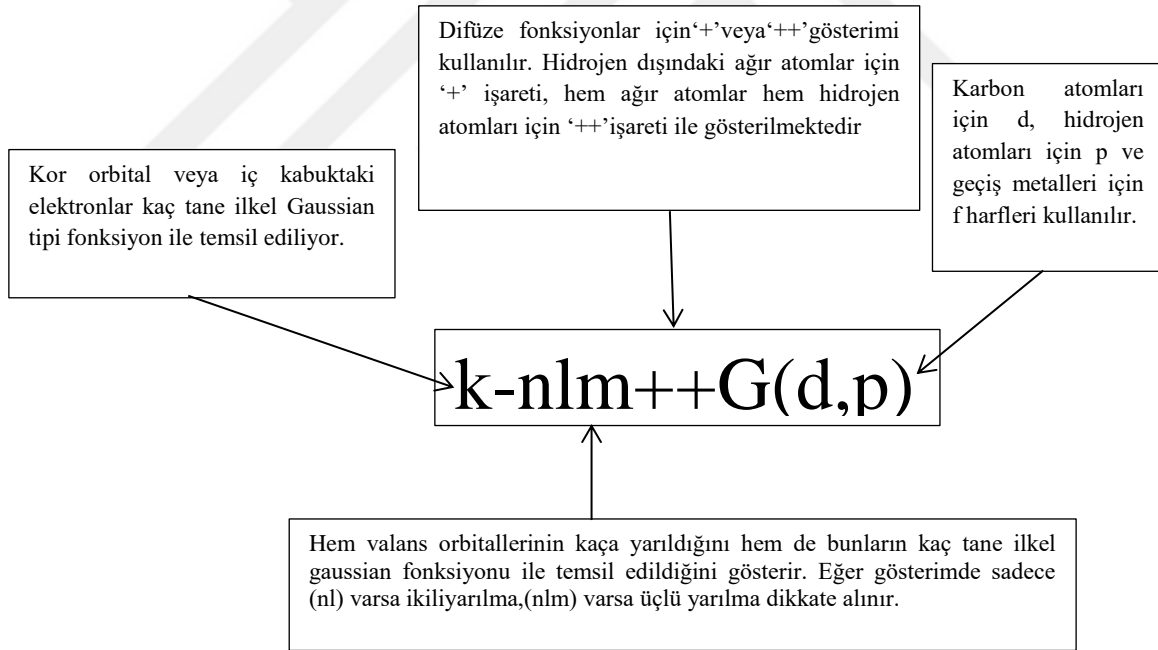 Difüze fonksiyonlar için‘+’veya‘++’gösterimi
kullanılır. Hidrojen dışındaki ağır atomlar için
‘+’ işareti, hem ağır atomlar hem hidrojen
atomları için ‘++’işareti ile gösterilmektedir
Karbon atomları
için d, hidrojen
atomları için p ve
geçiş metalleri için
f harfleri kullanılır.
Kor orbital veya iç kabuktaki
elektronlar kaç tane ilkel Gaussian
tipi fonksiyon ile temsil ediliyor.
k-nlm++G(d,p)
Hem valans orbitallerinin kaça yarıldığını hem de bunların kaç tane ilkel
gaussian fonksiyonu ile temsil edildiğini gösterir. Eğer gösterimde sadece
(nl) varsa ikiliyarılma,(nlm) varsa üçlü yarılma dikkate alınır.